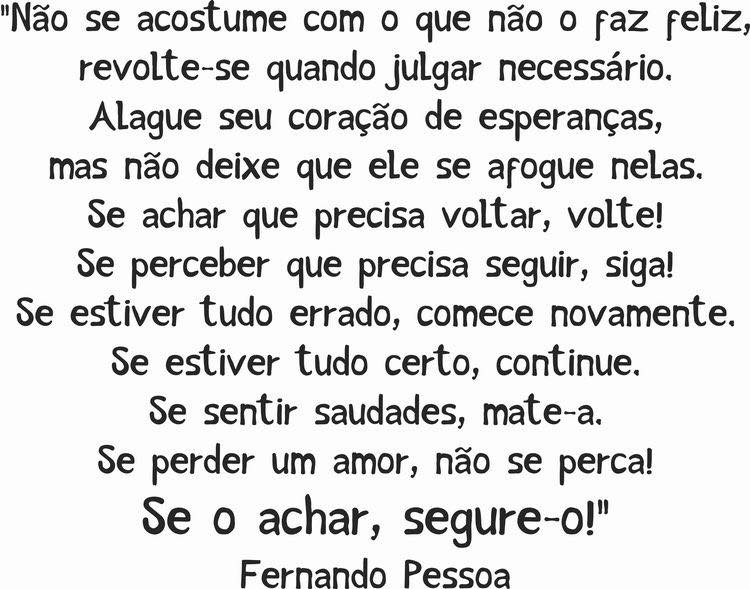 "Não se acostume com o que não o faz feliz,
revolte-se quando julgar necessário.
Alague seu coração de esperanças,
mas não deixe que ele se afogue nelas.
Se achar que precisa voltar, volte!
Se perceber que precisa seguir, siga!
Se estiver tudo errado, comece novamente.
Se estiver tudo certo, continue.
Se sentir saudades, mate-a.
Se perder um amor, não se perca!
Se o achar, segure-o!"
Fernando Pessoa